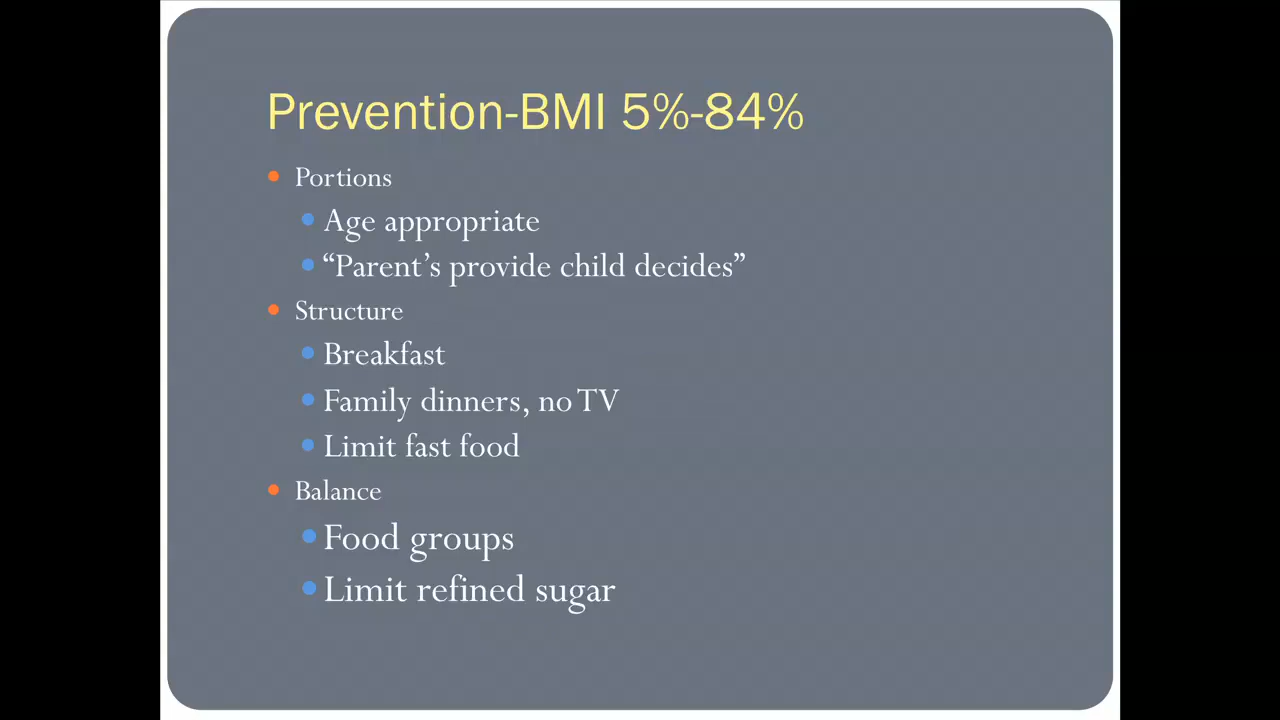 Prevention-BMI 5%-84%
Portions
Age appropriate
“Parent’s provide child decides”
Structure
Breakfast
Family dinners, no TV
Limit fast food
Balance
Food groups
Limit refined sugar